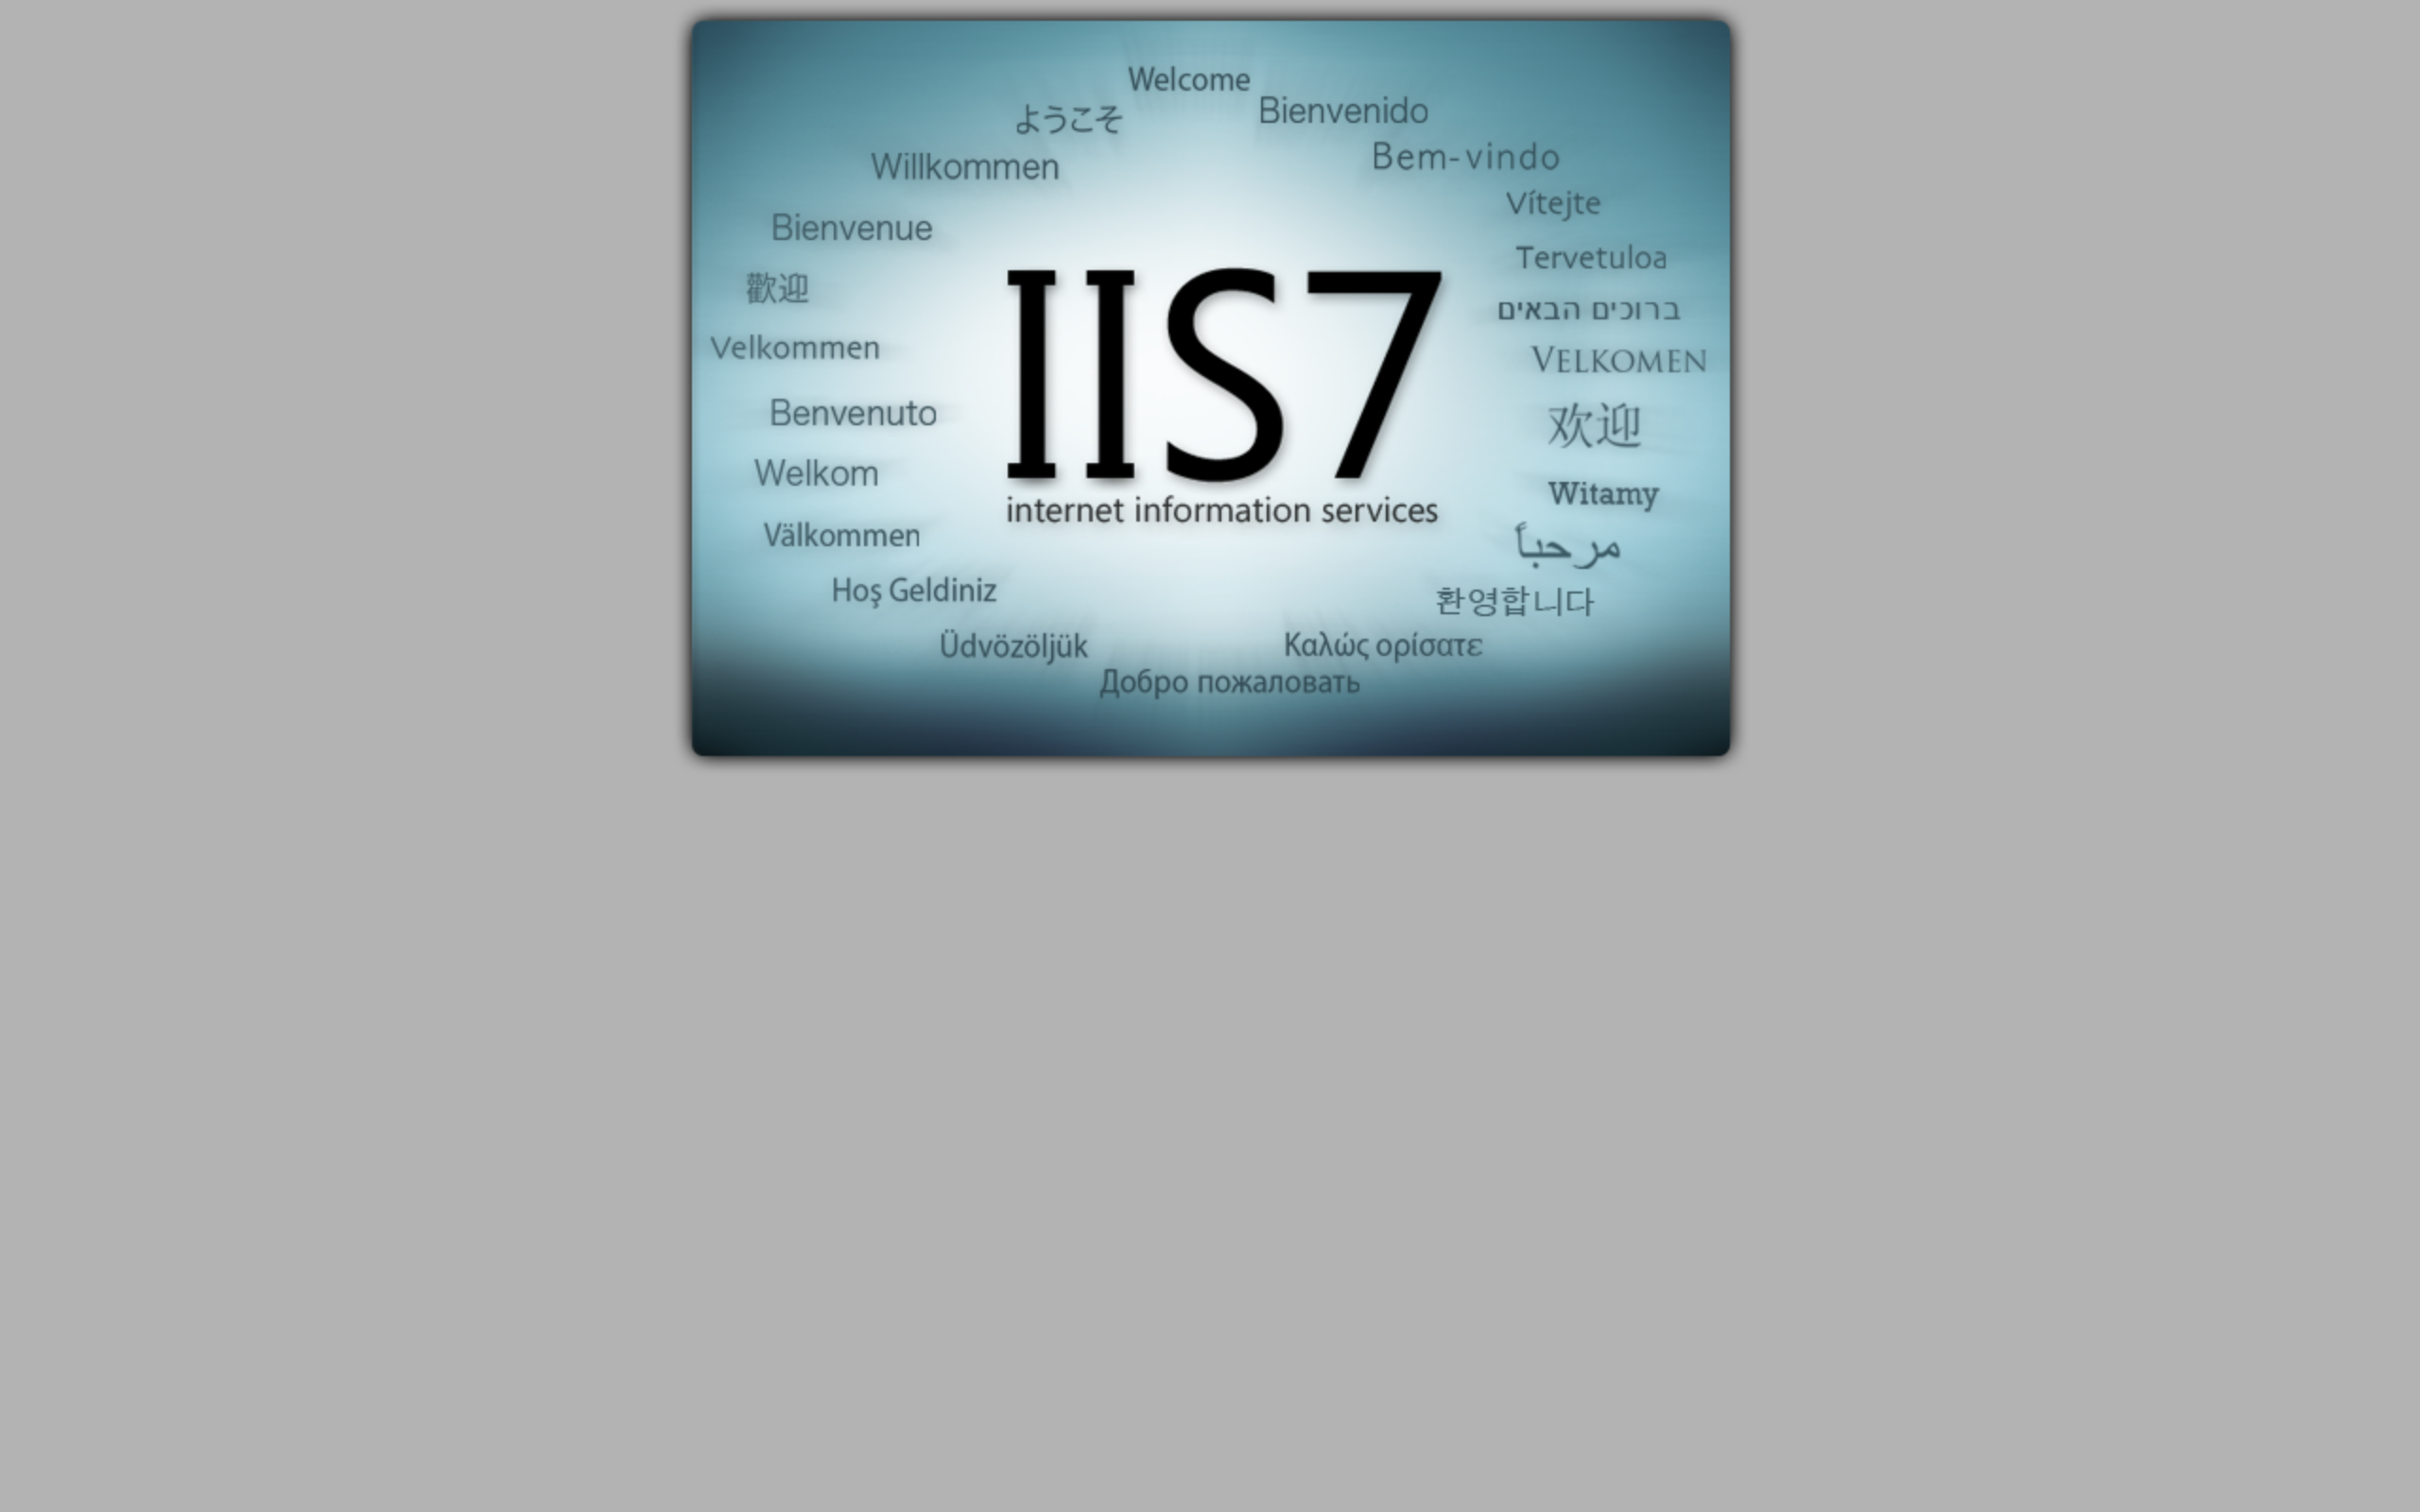 Welcome
ようこそ
Bienvenido
Willkommen
Bem-vindo
Vítejte
Bienvenue
Tervetuloa
歡迎
ברוכים הבאים
Velkommen
VELKOMEN
IIS7
Benvenuto
欢迎
Welkom
Witamy
internet information services
Välkommen
مرحباً
Hoş Geldiniz
환영합니다
Üdvözöljük
Καλώς ορίσατε
Добро пожаловать